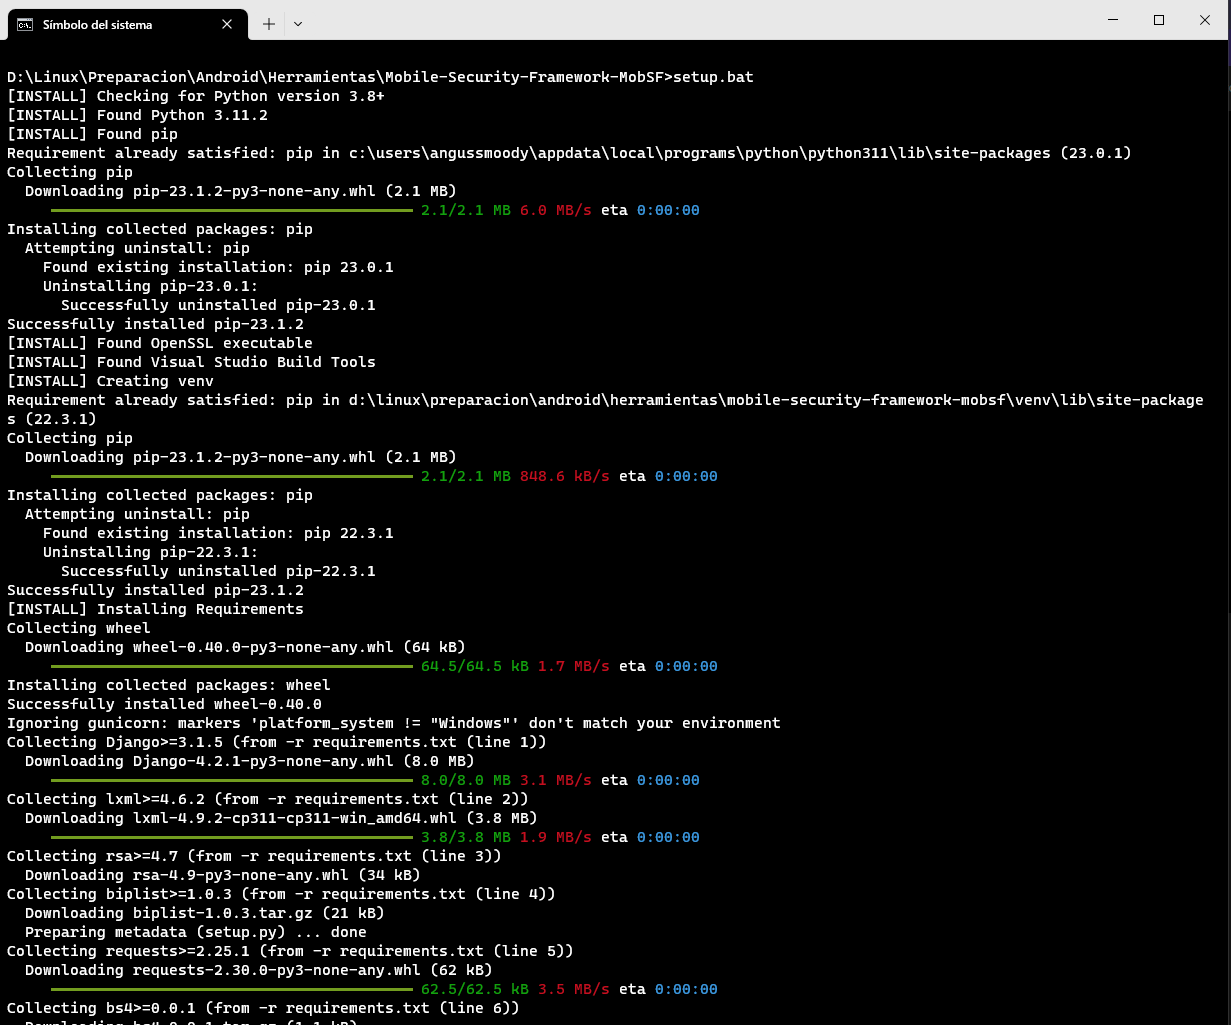 Símbolo del sistema
D:\Linux\Preparacion\Android\Herramientas\Mobile-Security-Framework-MobSF>setup.bat
[INSTALL] Checking for Python version 3.8+
[INSTALL] Found Python 3.11.2
[INSTALL] Found pip
Requirement already satisfied: pip in c:\users\angussmoody\appdata\local\programs\python\python311\lib\site-packages (23.0.1)
Collecting pip
  Downloading pip-23.1.2-py3-none-any.whl (2.1 MB)
2.1/2.1 MB 6.0 MB/s eta 0:00:00
Installing collected packages: pip
  Attempting uninstall: pip
    Found existing installation: pip 23.0.1
    Uninstalling pip-23.0.1:
      Successfully uninstalled pip-23.0.1
Successfully installed pip-23.1.2
[INSTALL] Found OpenSSL executable
[INSTALL] Found Visual Studio Build Tools
[INSTALL] Creating venv
Requirement already satisfied: pip in d:\linux\preparacion\android\herramientas\mobile-security-framework-mobsf\venv\lib\site-package
s (22.3.1)
Collecting pip
  Downloading pip-23.1.2-py3-none-any.whl (2.1 MB)
2.1/2.1 MB 848.6 kB/s eta 0:00:00
Installing collected packages: pip
  Attempting uninstall: pip
    Found existing installation: pip 22.3.1
    Uninstalling pip-22.3.1:
      Successfully uninstalled pip-22.3.1
Successfully installed pip-23.1.2
[INSTALL] Installing Requirements
Collecting wheel
  Downloading wheel-0.40.0-py3-none-any.whl (64 kB)
64.5/64.5 kB 1.7 MB/s eta 0:00:00
Installing collected packages: wheel
Successfully installed wheel-0.40.0
Ignoring gunicorn: markers 'platform_system != "Windows"' don't match your environment
Collecting Django>=3.1.5 (from -r requirements.txt (line 1))
  Downloading Django-4.2.1-py3-none-any.whl (8.0 MB)
8.0/8.0 MB 3.1 MB/s eta 0:00:00
Collecting lxml>=4.6.2 (from -r requirements.txt (line 2))
  Downloading lxml-4.9.2-cp311-cp311-win_amd64.whl (3.8 MB)
3.8/3.8 MB 1.9 MB/s eta 0:00:00
Collecting rsa>=4.7 (from -r requirements.txt (line 3))
  Downloading rsa-4.9-py3-none-any.whl (34 kB)
Collecting biplist>=1.0.3 (from -r requirements.txt (line 4))
  Downloading biplist-1.0.3.tar.gz (21 kB)
  Preparing metadata (setup.py) ... done
Collecting requests>=2.25.1 (from -r requirements.txt (line 5))
  Downloading requests-2.30.0-py3-none-any.whl (62 kB)
62.5/62.5 kB 3.5 MB/s eta 0:00:00
Collecting bs4>=0.0.1 (from -r requirements.txt (line 6))
  Downloading bs4-0.0.1.tar.gz (1.1 kB)